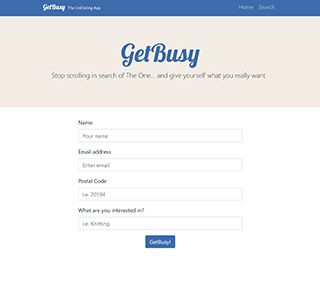 GetBusy The UnDating App Home Search
GetBusy
Stop scrolling in search of The One... and give yourself what you really want
Name
Your name
Email address
Enter email
Postal Code
i.e. 20194
What are you interested in?
i.e. Knitting
GetBusy!